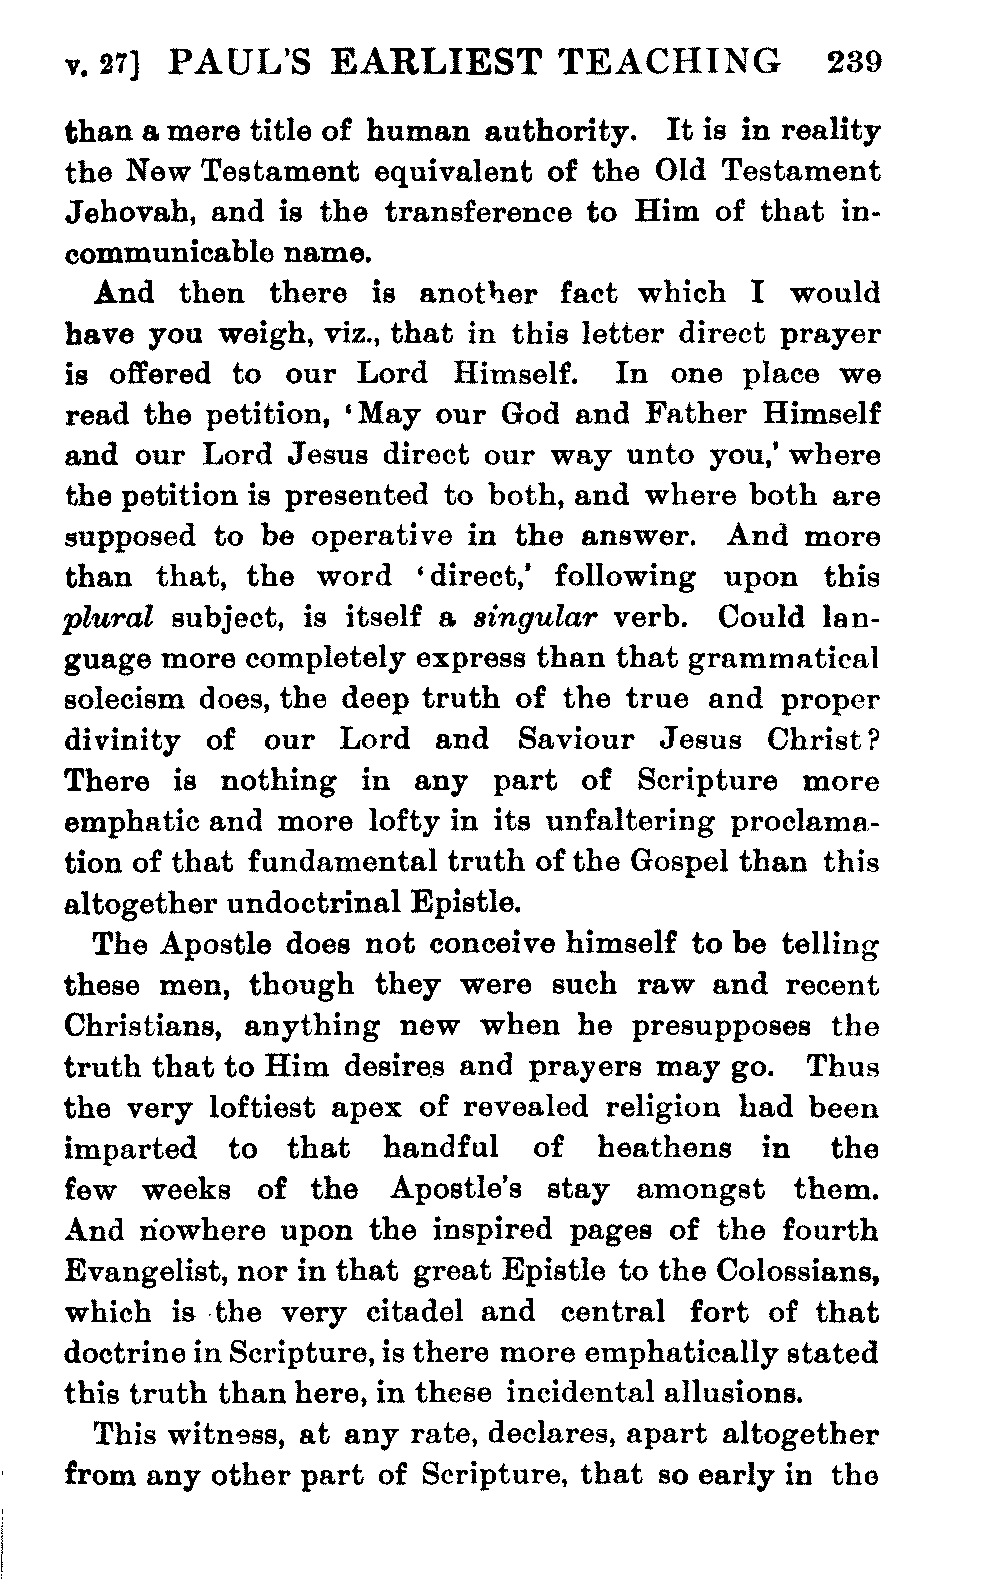 v. 27] PAUL'S EARLIEST TEACHING 239
than a mere title of human authority. It is in reality
the New Testament equivalent of the Old Testament
Jehovah, and is the transference to Him of that in-
communicable name.
And then there is another fact which I would
have you weigh, viz., that in this letter direct prayer
is offered to our Lord Himself. In one place we
read the petition, 'May our God and Father Himself
and our Lord Jesus direct our way unto you,' where
the petition is presented to both, and where both are
supposed to be operative in the answer. And more
than that, the word 'direct,' following upon this
plural subject, is itself a singular verb. Could lan-
guage more completely express than that grammatical
solecism does, the deep truth of the true and proper
divinity of our Lord and Saviour Jesus Christ?
There is nothing in any part of Scripture more
emphatic and more lofty in its unfaltering proclama-
tion of that fundamental truth of the Gospel than this
altogether undoctrinal Epistle.
The Apostle does not conceive himself to be telling
these men, though they were such raw and recent
Christians, anything new when he presupposes the
truth that to Him desires and prayers may go. Thus
the very loftiest apex of revealed religion had been
imparted to that handful of heathens in the
few weeks of the Apostle's stay amongst them.
And nowhere upon the inspired pages of the fourth
Evangelist, nor in that great Epistle to the Colossians,
which is the very citadel and central fort of that
doctrine in Scripture, is there more emphatically stated
this truth than here, in these incidental allusions.
This witness, at any rate, declares, apart altogether
from any other part of Scripture, that so early in the